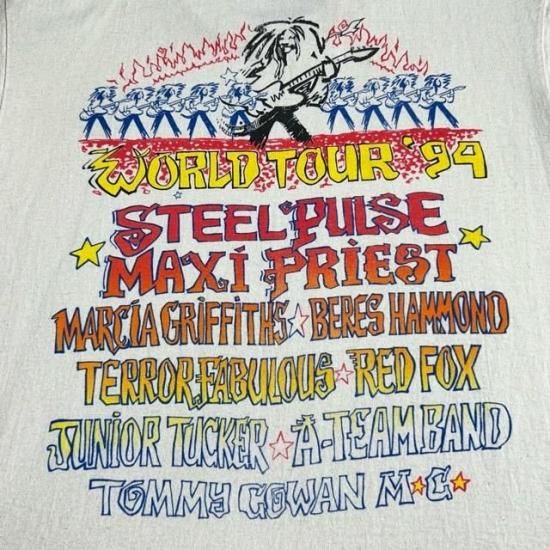 WORLD TOUR '94
STEEL PULSE
MAXI PRIEST
MARCIA GRIFFITHS ☆ BERES HAMMOND
TERROR FABULOUS ★ RED FOX
JUNIOR TUCKER ☆ A-TEAM BAND
TOMMY COWAN M★C★